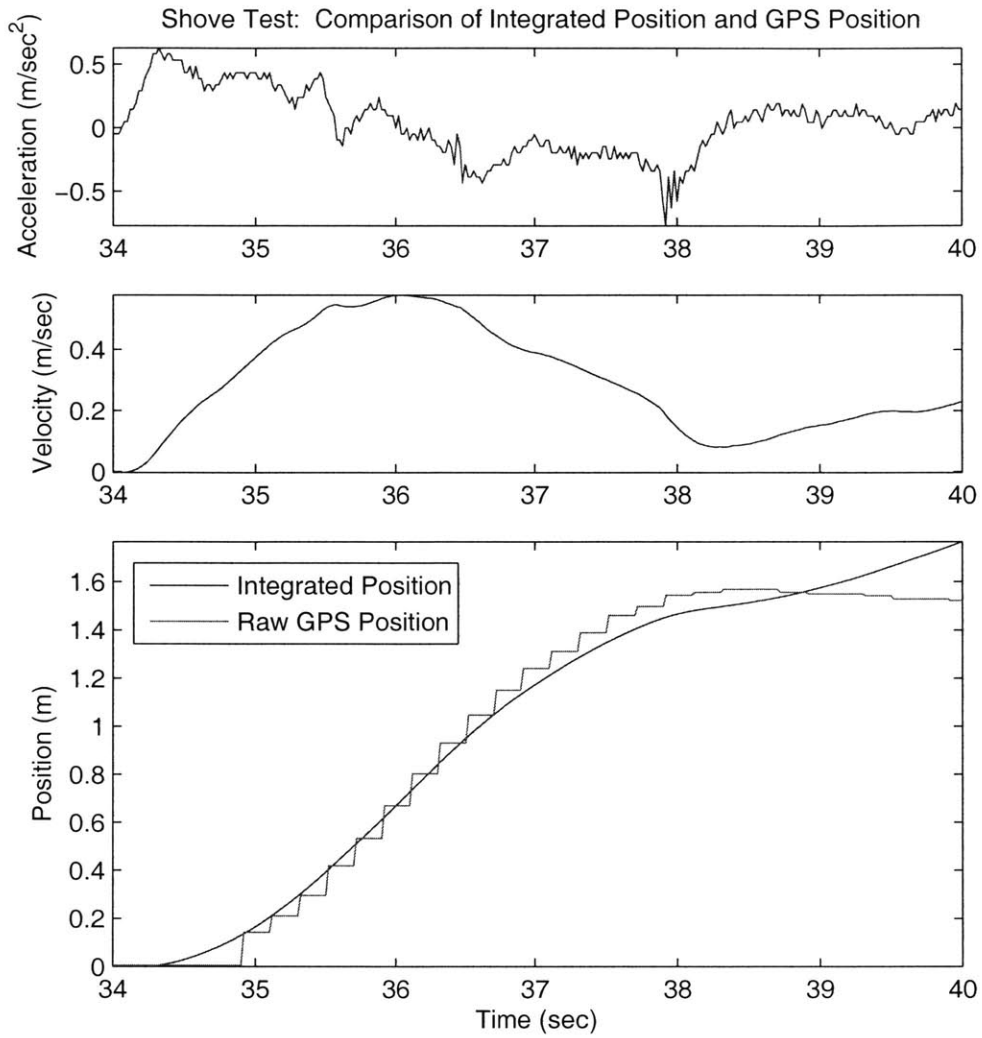 Shove Test: Comparison of Integrated Position and GPS Position
Acceleration (m/sec²)
0.5
0
−0.5
34 35 36 37 38 39 40
Velocity (m/sec)
0.4
0.2
0
34 35 36 37 38 39 40
Position (m)
1.6
1.4
1.2
1
0.8
0.6
0.4
0.2
0
Integrated Position
Raw GPS Position
34 35 36 37 38 39 40
Time (sec)